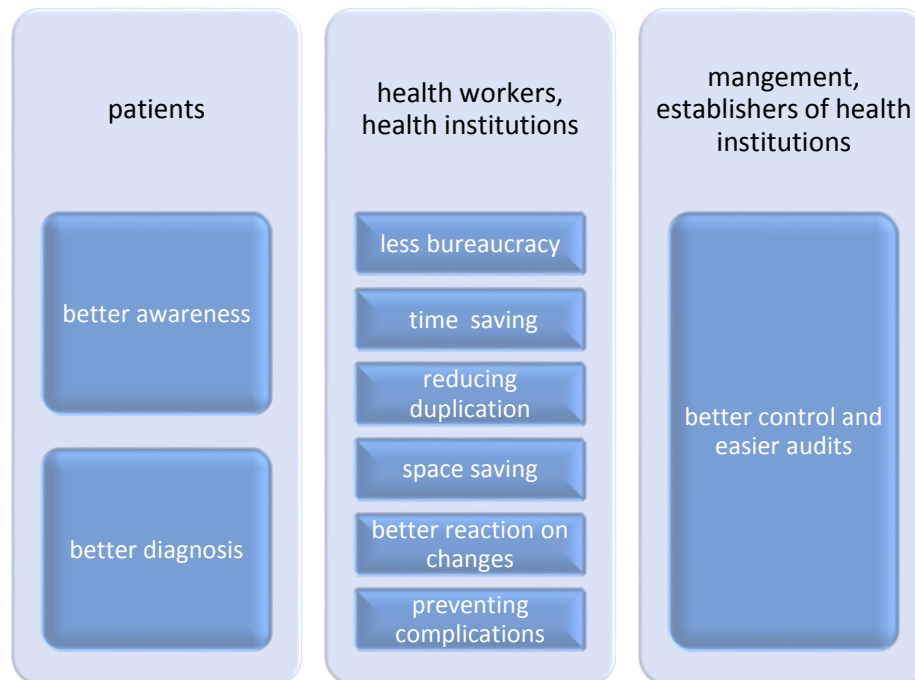 patients
better awareness
better diagnosis
health workers,
health institutions
less bureaucracy
time  saving
reducing
duplication
space saving
better reaction on
changes
preventing
complications
mangement,
establishers of health
institutions
better control and
easier audits